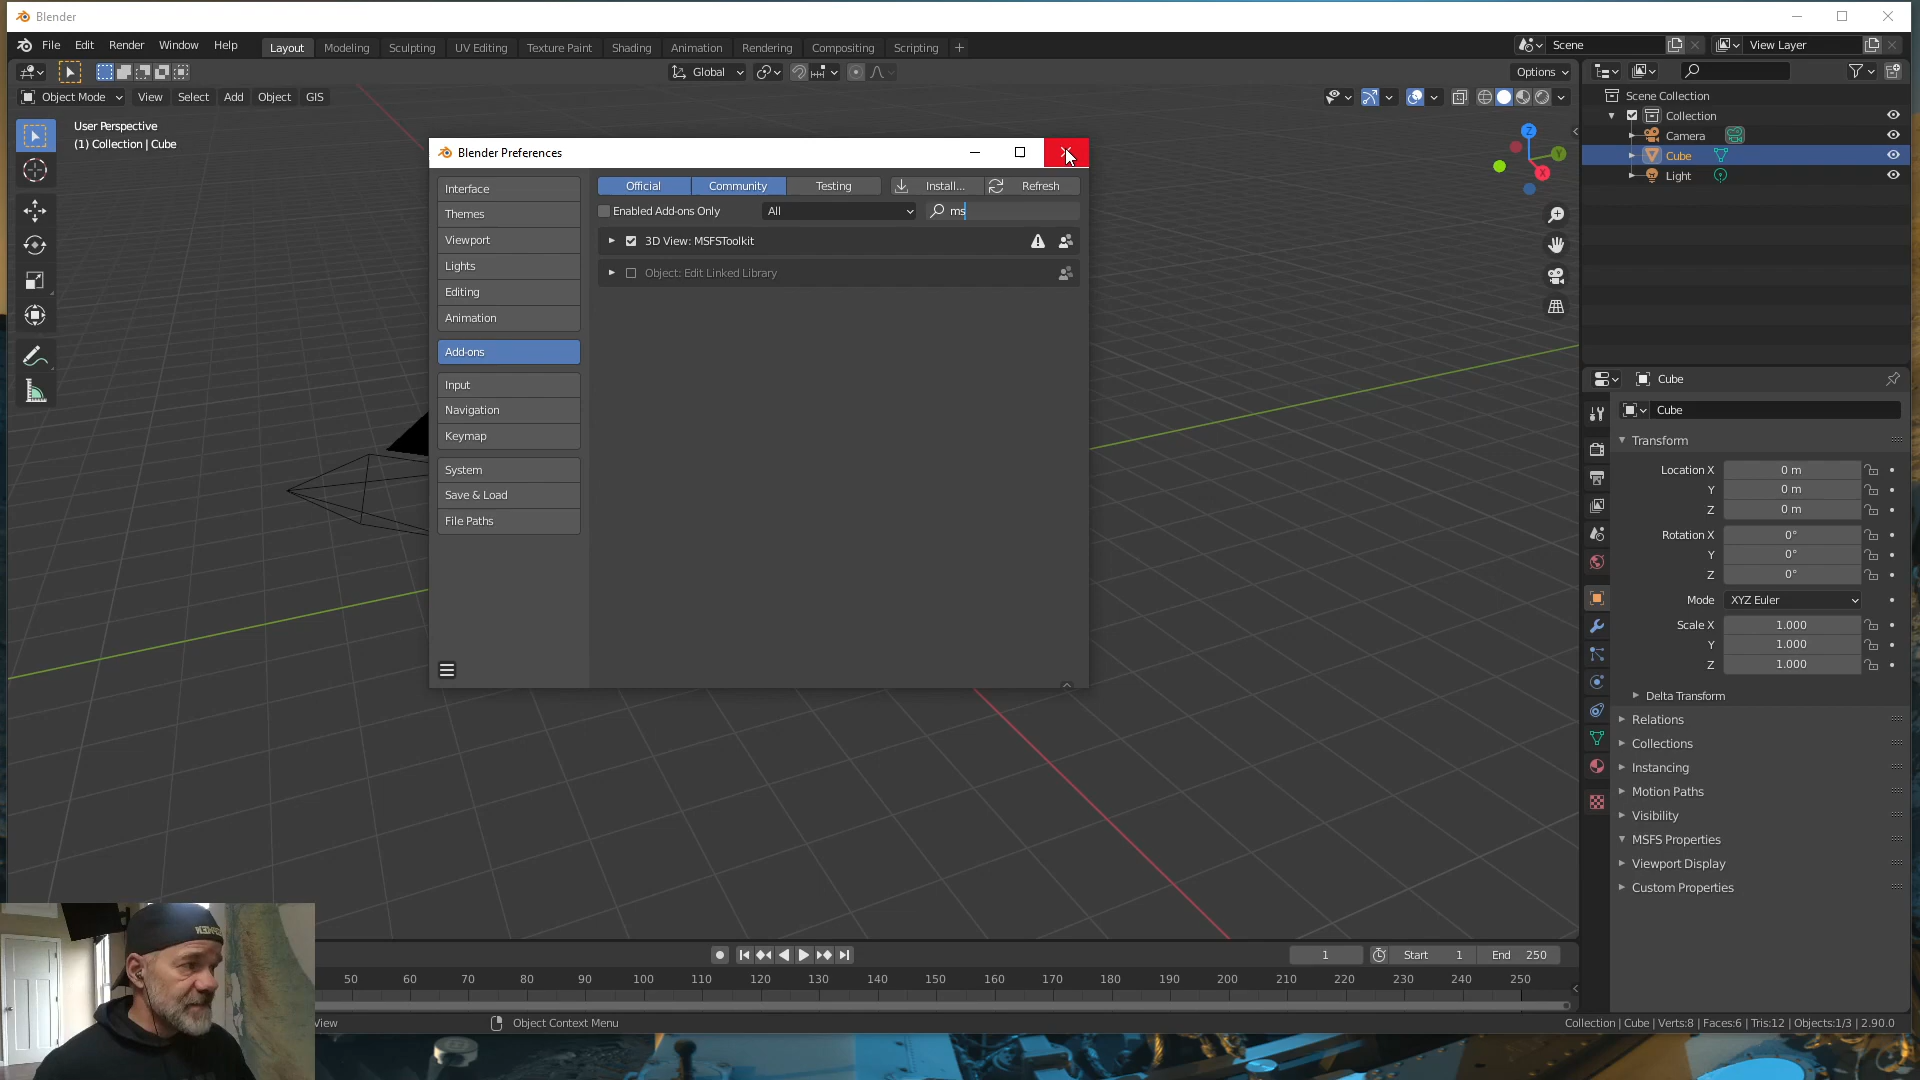 Blender
File Edit Render Window Help
Layout Modeling Sculpting UV Editing Texture Paint Shading Animation Rendering Compositing Scripting +
Scene
View Layer
Global
Options
Object Mode View Select Add Object GIS
User Perspective
(1) Collection | Cube
Z
Y
X
Scene Collection
Collection
Camera
Cube
Light
Blender Preferences
Interface
Themes
Viewport
Lights
Editing
Animation
Add-ons
Input
Navigation
Keymap
System
Save & Load
File Paths
Official Community Testing Install... Refresh
Enabled Add-ons Only All ms
3D View: MSFSToolkit
Object: Edit Linked Library
Cube
Cube
Transform
Location X 0 m
Y 0 m
Z 0 m
Rotation X 0°
Y 0°
Z 0°
Mode XYZ Euler
Scale X 1.000
Y 1.000
Z 1.000
Delta Transform
Relations
Collections
Instancing
Motion Paths
Visibility
MSFS Properties
Viewport Display
Custom Properties
1 Start 1 End 250
50 60 70 80 90 100 110 120 130 140 150 160 170 180 190 200 210 220 230 240 250
View
Object Context Menu
Collection | Cube | Verts:8 | Faces:6 | Tris:12 | Objects:1/3 | 2.90.0